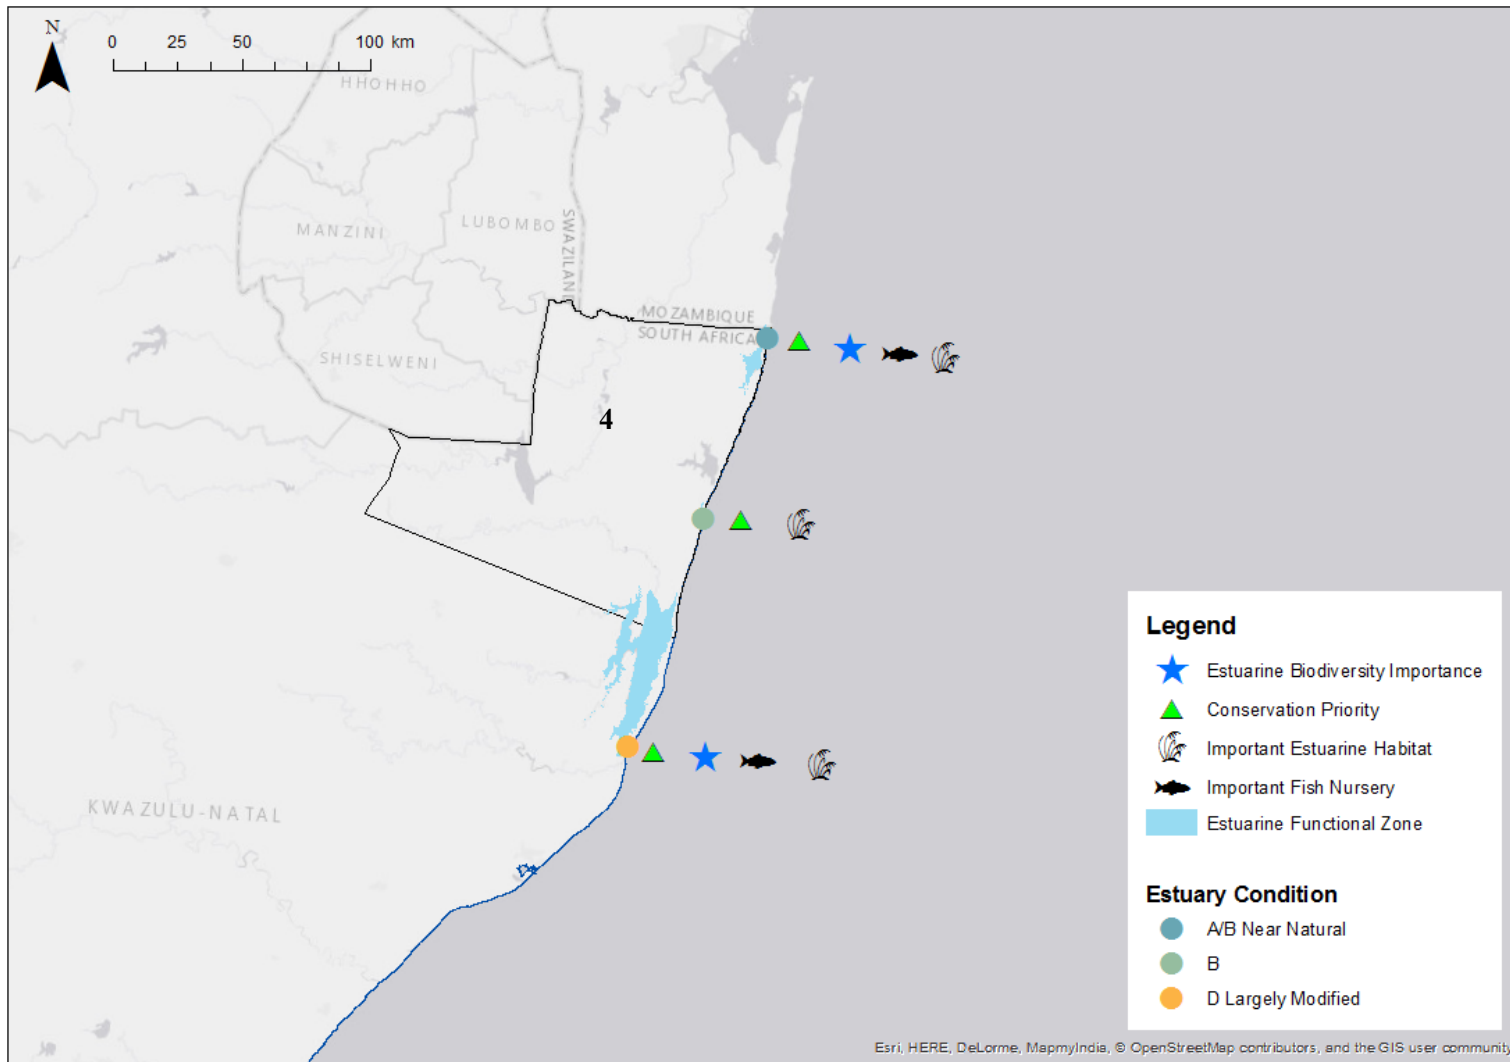 N
0 25 50 100 km
HHOHHO
MANZINI
LUBOMBO
SWAZILAND
MOZAMBIQUE
SOUTH AFRICA
SHISELWENI
4
KWAZULU-NATAL
Legend
Estuarine Biodiversity Importance
Conservation Priority
Important Estuarine Habitat
Important Fish Nursery
Estuarine Functional Zone
Estuary Condition
A/B Near Natural
B
D Largely Modified
Esri, HERE, DeLorme, MapmyIndia, © OpenStreetMap contributors, and the GIS user community